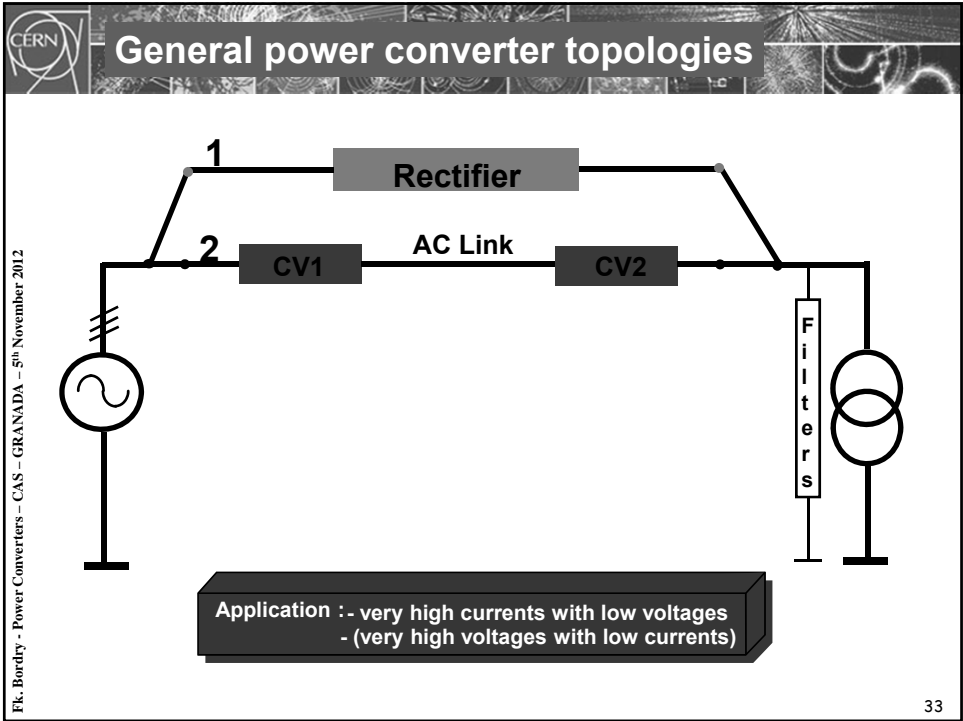 CERN
General power converter topologies
1
Rectifier
2
CV1
AC Link
CV2
Filters
Application : - very high currents with low voltages
- (very high voltages with low currents)
Fk. Bordry - Power Converters – CAS – GRANADA – 5th November 2012
33